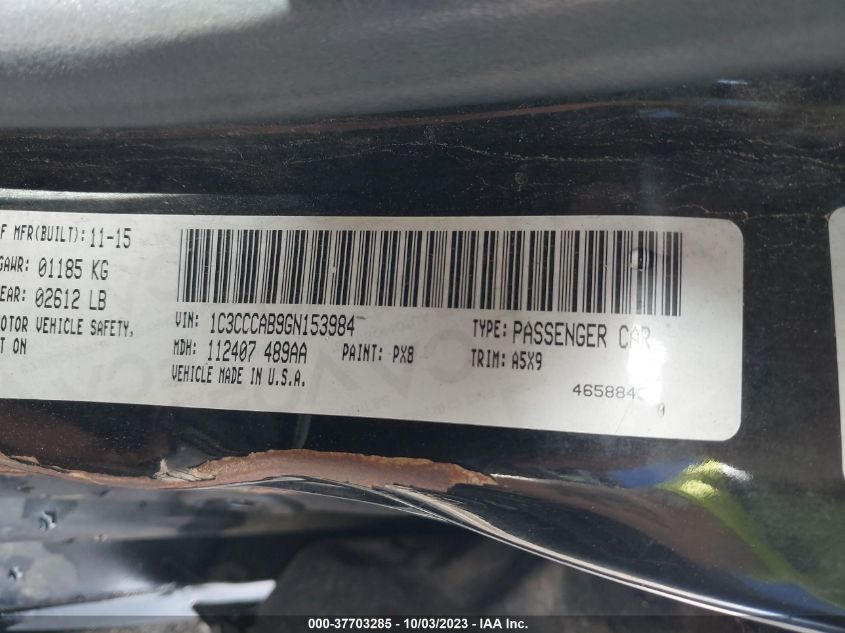 F MFR(BUILT): 11-15
GAWR: 01185 KG
EAR: 02612 LB
OTOR VEHICLE SAFETY,
T ON
VIN: 1C3CCCAB9GN153984
TYPE: PASSENGER CAR
MDH: 112407 489AA
PAINT: PX8
TRIM: A5X9
VEHICLE MADE IN U.S.A.
000-37703285 - 10/03/2023 - IAA Inc.